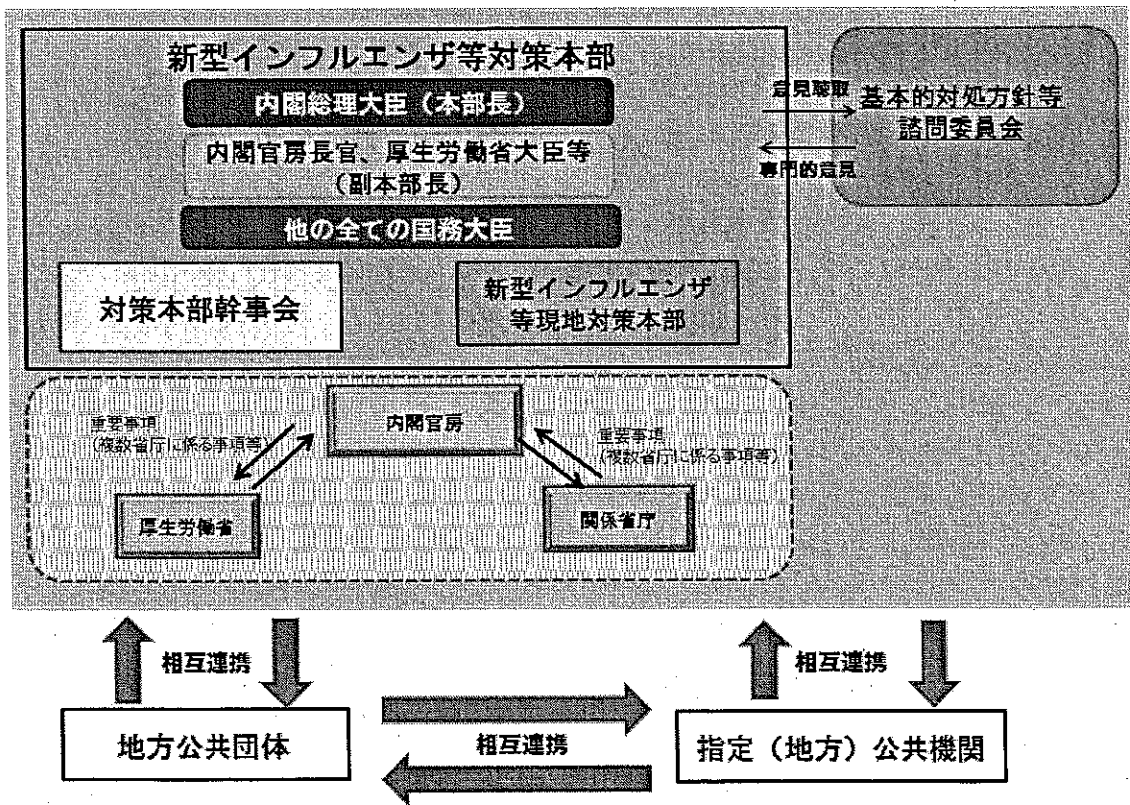 新型インフルエンザ等対策本部
内閣総理大臣（本部長）
内閣官房長官、厚生労働省大臣等
（副本部長）
他の全ての国務大臣
対策本部幹事会
新型インフルエンザ
等現地対策本部
意見聴取
専門的意見
基本的対処方針等
諮問委員会
内閣官房
重要事項
(複数省庁に係る事項等)
重要事項
(複数省庁に係る事項等)
厚生労働省
関係省庁
相互連携
相互連携
地方公共団体
相互連携
指定（地方）公共機関